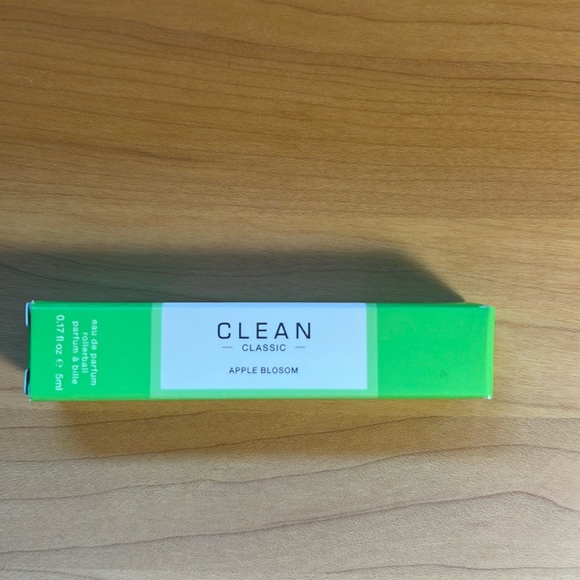 CLEAN
CLASSIC
APPLE BLOSOM
eau de parfum
rollerball
parfum à bille
0.17 fl oz ℮ 5ml